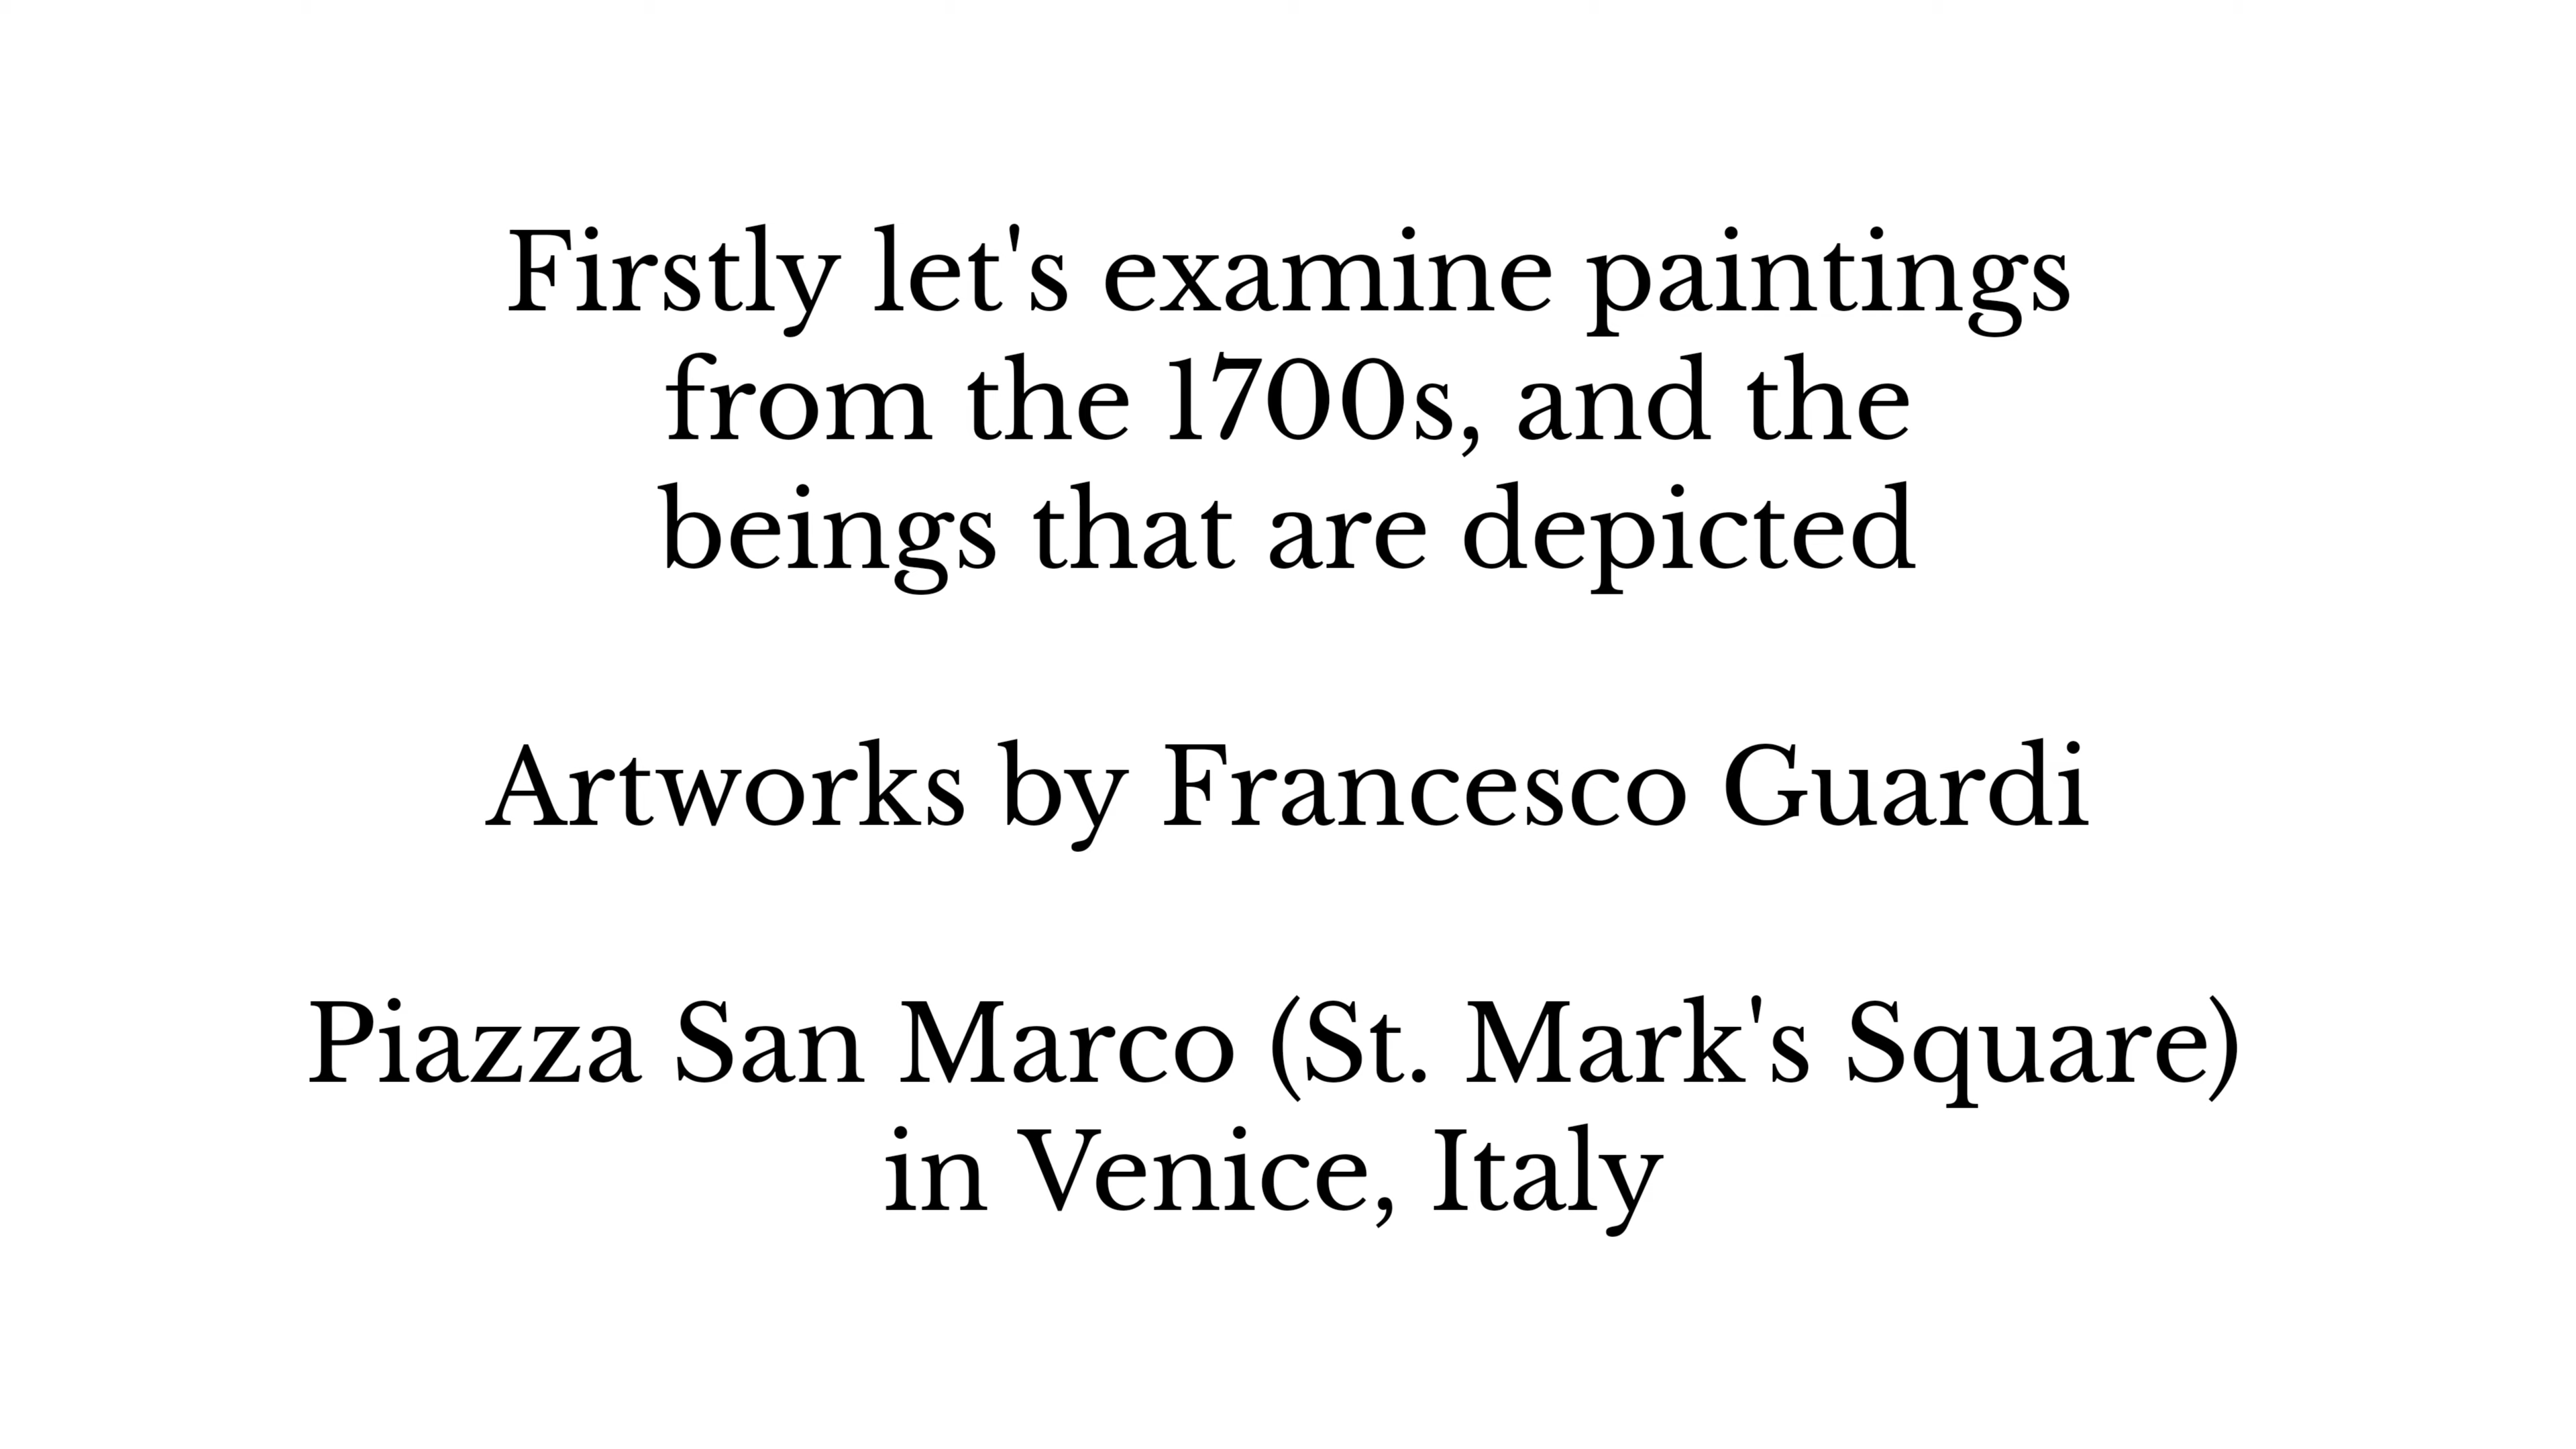 Firstly let's examine paintings
from the 1700s, and the
beings that are depicted
Artworks by Francesco Guardi
Piazza San Marco (St. Mark's Square)
in Venice, Italy